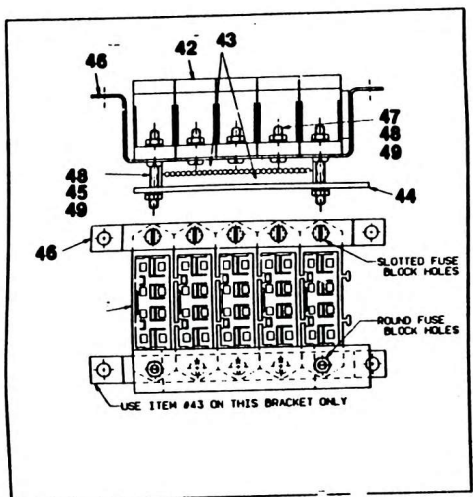 42 43
46
47
48
49
48
45
49
44
46
SLOTTED FUSE
BLOCK HOLES
ROUND FUSE
BLOCK HOLES
USE ITEM #43 ON THIS BRACKET ONLY